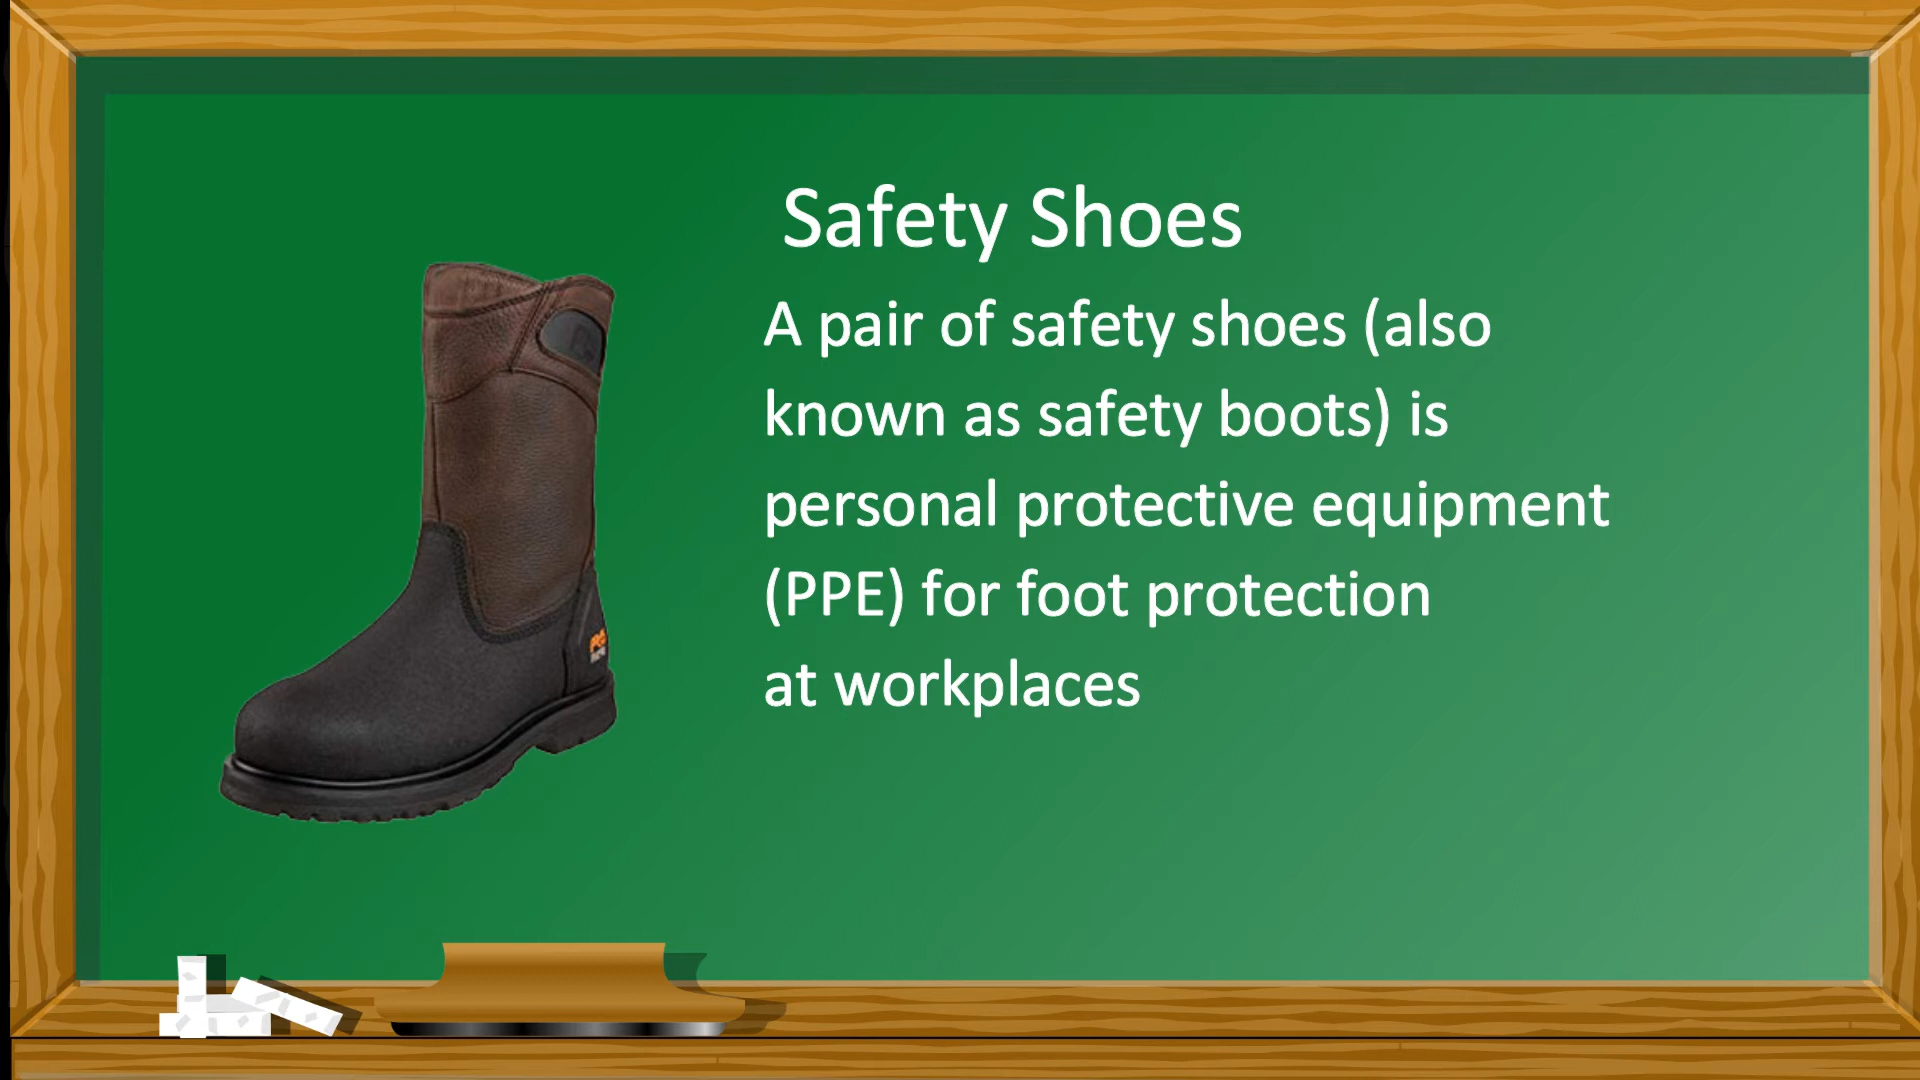 Safety Shoes
A pair of safety shoes (also
known as safety boots) is
personal protective equipment
(PPE) for foot protection
at workplaces